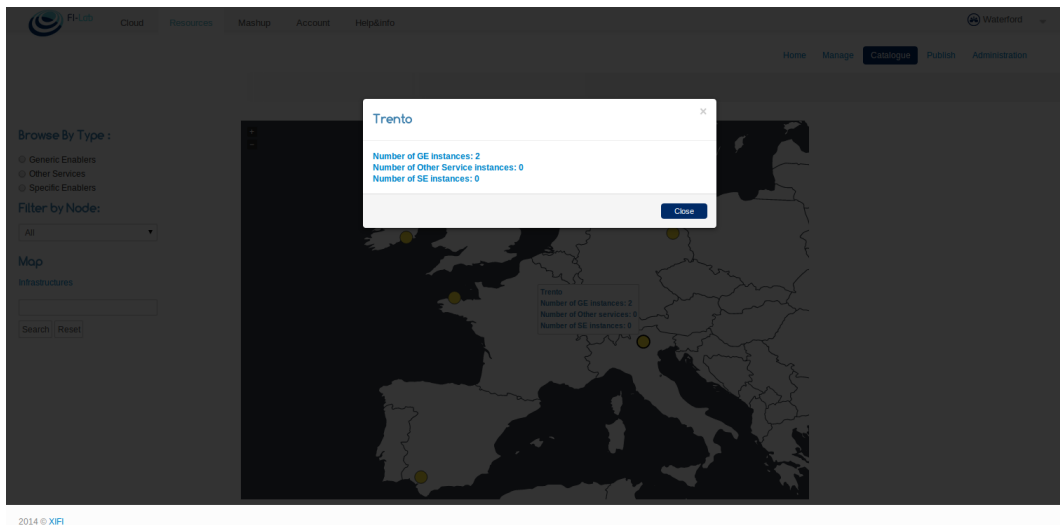 FI-Lab Cloud Resources Mashup Account Help&Info Waterford
Home Manage Catalogue Publish Administration
Trento ×
Number of GE instances: 2
Number of Other Service instances: 0
Number of SE instances: 0
Close
Browse By Type :
Generic Enablers
Other Services
Specific Enablers
Filter by Node:
All
Map
Infrastructures
Search Reset
+
-
Trento
Number of GE instances: 2
Number of Other services: 0
Number of SE instances: 0
2014 © XIFI